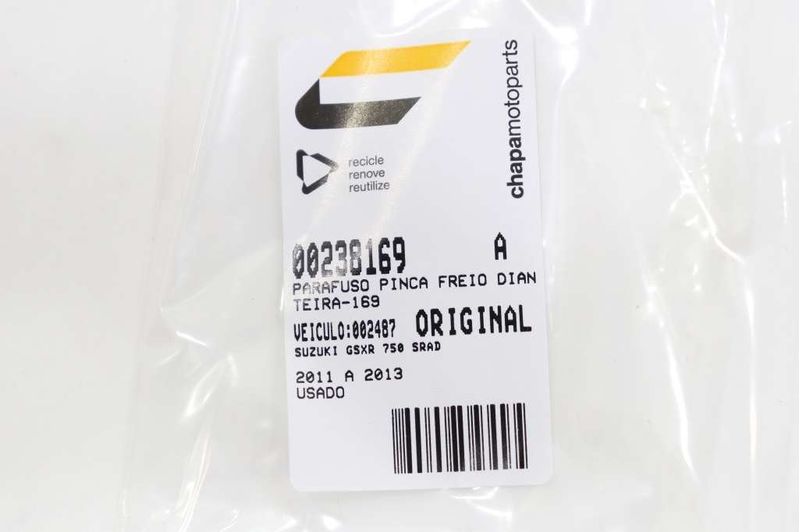 chapamotoparts
recicle
renove
reutilize
00238169 A
PARAFUSO PINCA FREIO DIAN
TEIRA-169
VEICULO:002487 ORIGINAL
SUZUKI GSXR 750 SRAD
2011 A 2013
USADO